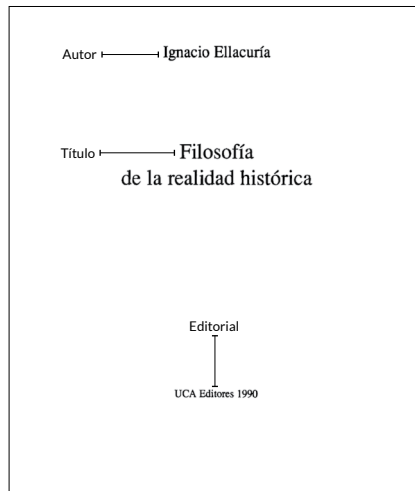 Autor Ignacio Ellacuría
Título Filosofía
de la realidad histórica
Editorial
UCA Editores 1990